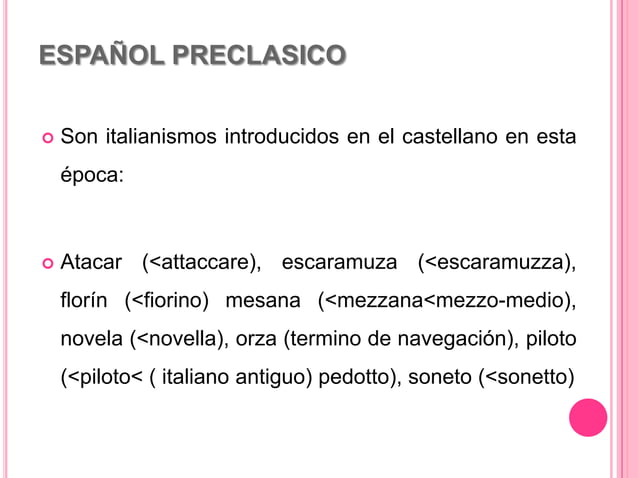 ESPAÑOL PRECLASICO
Son italianismos introducidos en el castellano en esta
época:
Atacar (<attaccare), escaramuza (<escaramuzza),
florín (<fiorino) mesana (<mezzana<mezzo-medio),
novela (<novella), orza (termino de navegación), piloto
(<piloto< ( italiano antiguo) pedotto), soneto (<sonetto)